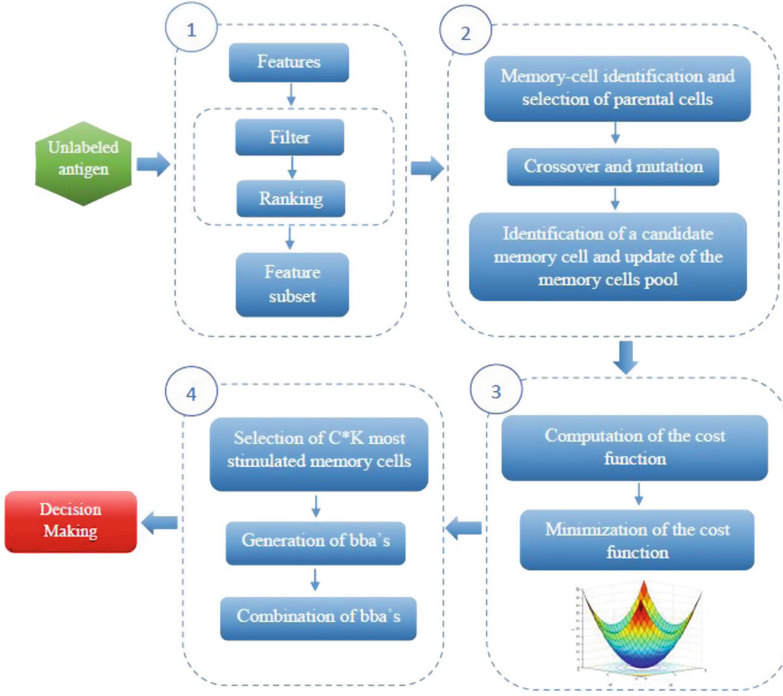 Unlabeled
antigen
1
Features
Filter
Ranking
Feature
subset
2
Memory-cell identification and
selection of parental cells
Crossover and mutation
Identification of a candidate
memory cell and update of the
memory cells pool
3
Computation of the cost
function
Minimization of the cost
function
4
Selection of C*K most
stimulated memory cells
Generation of bba`s
Combination of bba`s
Decision
Making